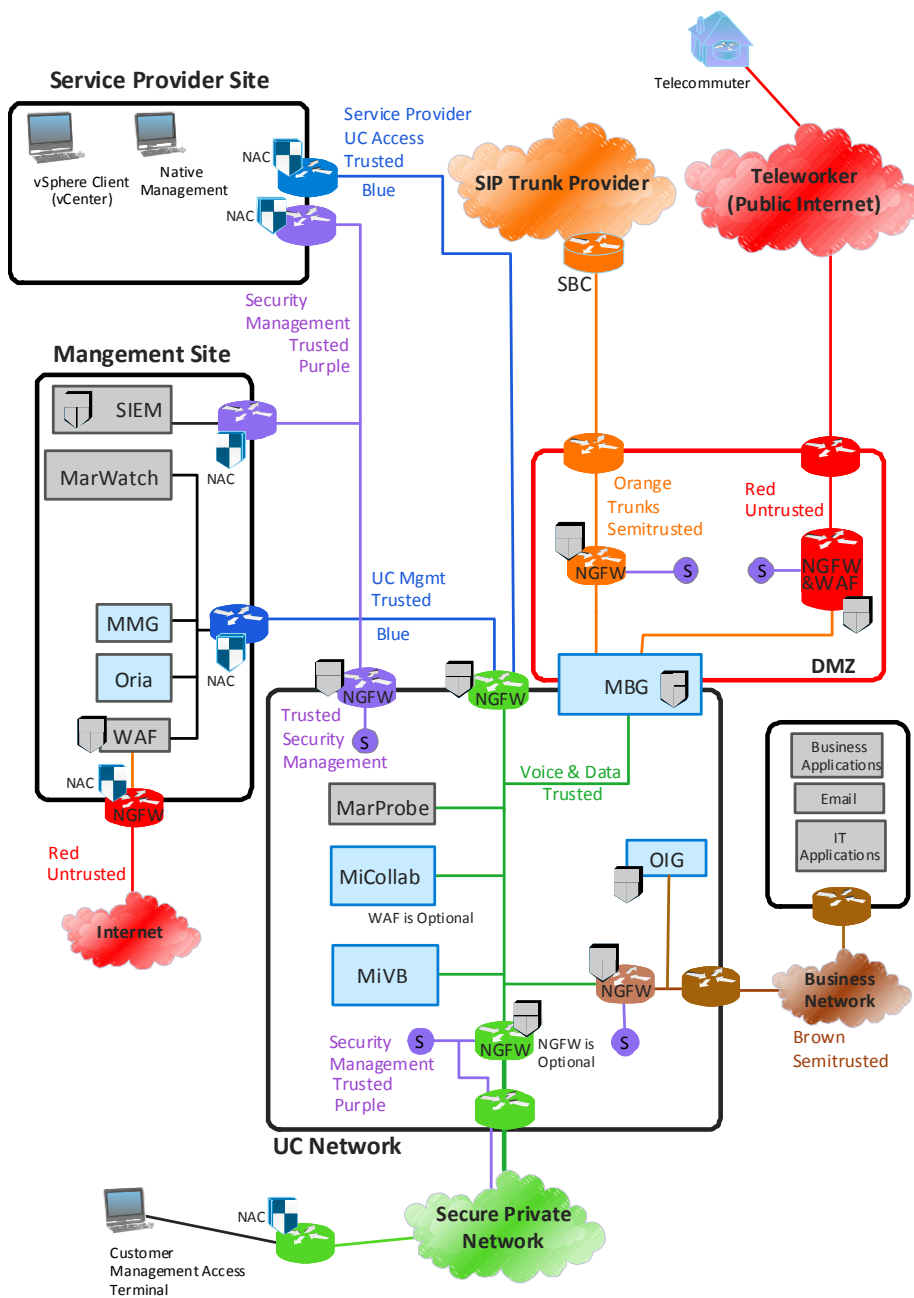 Service Provider Site
vSphere Client
(vCenter)
Native
Management
NAC
NAC
Service Provider
UC Access
Trusted
Blue
SIP Trunk Provider
SBC
Telecommuter
Teleworker
(Public Internet)
Security
Management
Trusted
Purple
Mangement Site
SIEM
NAC
MarWatch
MMG
Oria
NAC
WAF
NAC
NGFW
Red
Untrusted
Internet
UC Mgmt
Trusted
Blue
Orange
Trunks
Semitrusted
NGFW
S
Red
Untrusted
S
NGFW
&WAF
DMZ
MBG
NGFW
Trusted
Security
Management
S
NGFW
Voice & Data
Trusted
MarProbe
MiCollab
WAF is Optional
MiVB
OIG
NGFW
S
NGFW
NGFW is
Optional
S
Security
Management
Trusted
Purple
UC Network
Business
Applications
Email
IT
Applications
Business
Network
Brown
Semitrusted
Secure Private
Network
NAC
Customer
Management Access
Terminal